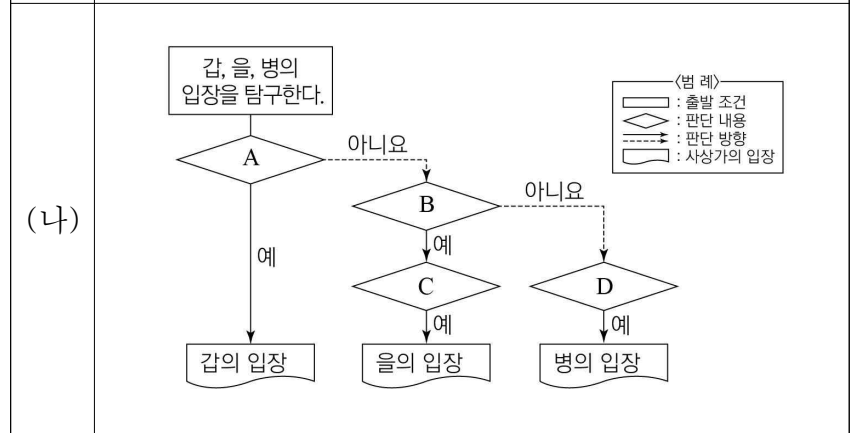 (나)
갑, 을, 병의
입장을 탐구한다.
〈범 례〉
: 출발 조건
: 판단 내용
: 판단 방향
: 사상가의 입장
A
아니요
B
아니요
예
예
C
D
예
예
갑의 입장
을의 입장
병의 입장